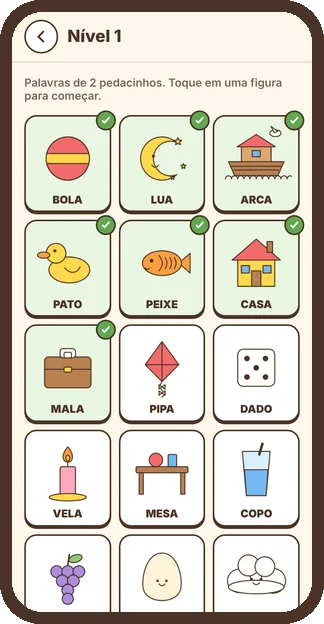 Nível 1
Palavras de 2 pedacinhos. Toque em uma figura
para começar.
BOLA
LUA
ARCA
PATO
PEIXE
CASA
MALA
PIPA
DADO
VELA
MESA
COPO